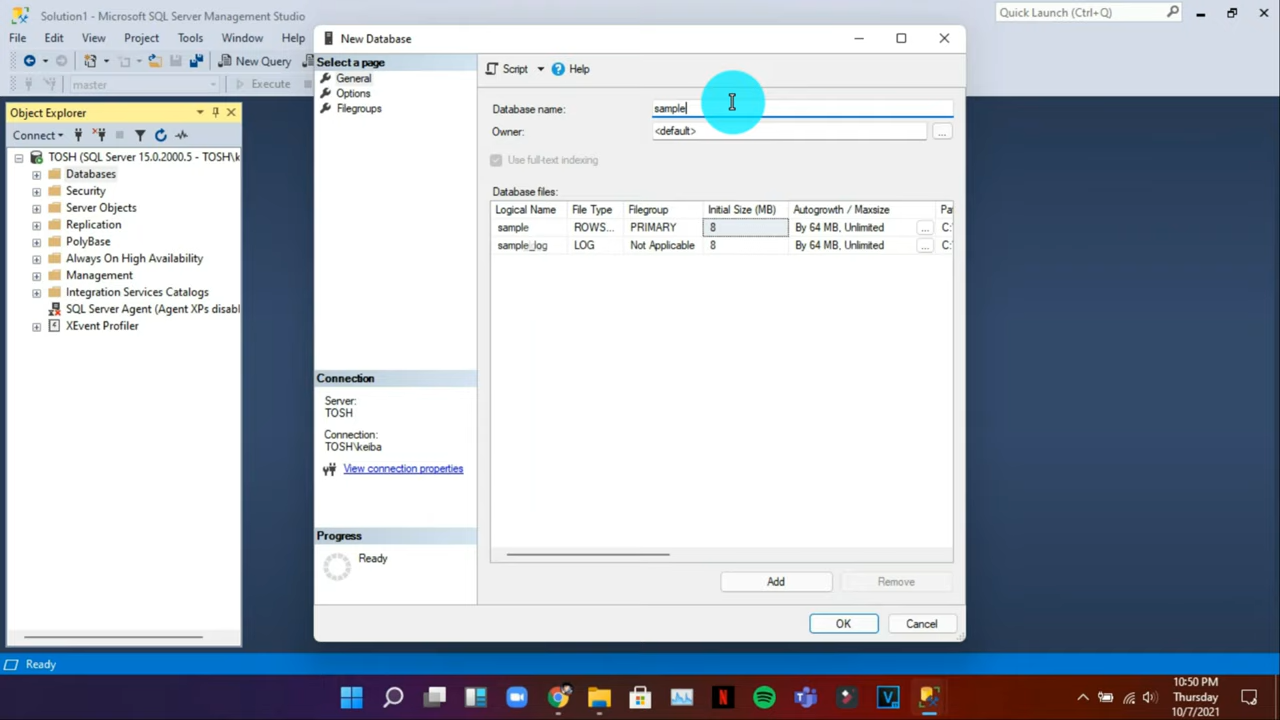 Solution1 - Microsoft SQL Server Management Studio
Quick Launch (Ctrl+Q)
File Edit View Project Tools Window Help
New Query
master
Execute
Object Explorer
Connect
TOSH (SQL Server 15.0.2000.5 - TOSH\k
Databases
Security
Server Objects
Replication
PolyBase
Always On High Availability
Management
Integration Services Catalogs
SQL Server Agent (Agent XPs disabl
XEvent Profiler
New Database
Select a page
General
Options
Filegroups
Connection
Server:
TOSH
Connection:
TOSH\keiba
View connection properties
Progress
Ready
Script Help
Database name: sample
Owner: <default>
...
Use full-text indexing
Database files:
Logical Name File Type Filegroup Initial Size (MB) Autogrowth / Maxsize Pa
sample ROWS... PRIMARY 8 By 64 MB, Unlimited ... C:
sample_log LOG Not Applicable 8 By 64 MB, Unlimited ... C:
Add Remove
OK Cancel
Ready
10:50 PM
Thursday
10/7/2021